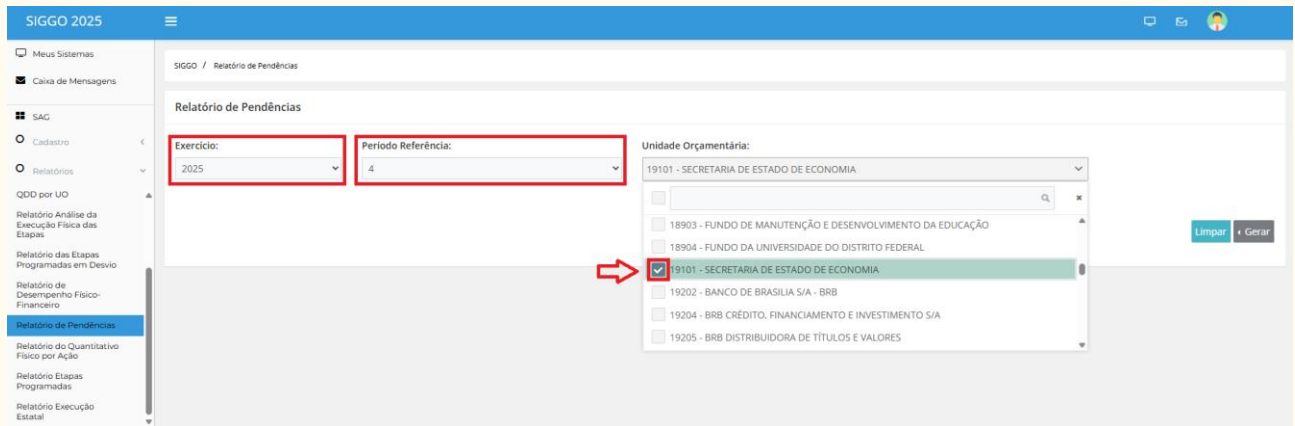 SIGGO 2025
Meus Sistemas
Caixa de Mensagens
SAG
Cadastro
Relatórios
QDD por UO
Relatório Análise da
Execução Física das
Etapas
Relatório das Etapas
Programadas em Desvio
Relatório de
Desempenho Físico-
Financeiro
Relatório de Pendências
Relatório do Quantitativo
Físico por Ação
Relatório Etapas
Programadas
Relatório Execução
Estatal
SIGGO / Relatório de Pendências
Relatório de Pendências
Exercício:
2025
Período Referência:
4
Unidade Orçamentária:
19101 - SECRETARIA DE ESTADO DE ECONOMIA
18903 - FUNDO DE MANUTENÇÃO E DESENVOLVIMENTO DA EDUCAÇÃO
18904 - FUNDO DA UNIVERSIDADE DO DISTRITO FEDERAL
19101 - SECRETARIA DE ESTADO DE ECONOMIA
19202 - BANCO DE BRASILIA S/A - BRB
19204 - BRB CRÉDITO, FINANCIAMENTO E INVESTIMENTO S/A
19205 - BRB DISTRIBUIDORA DE TÍTULOS E VALORES
Limpar
Gerar